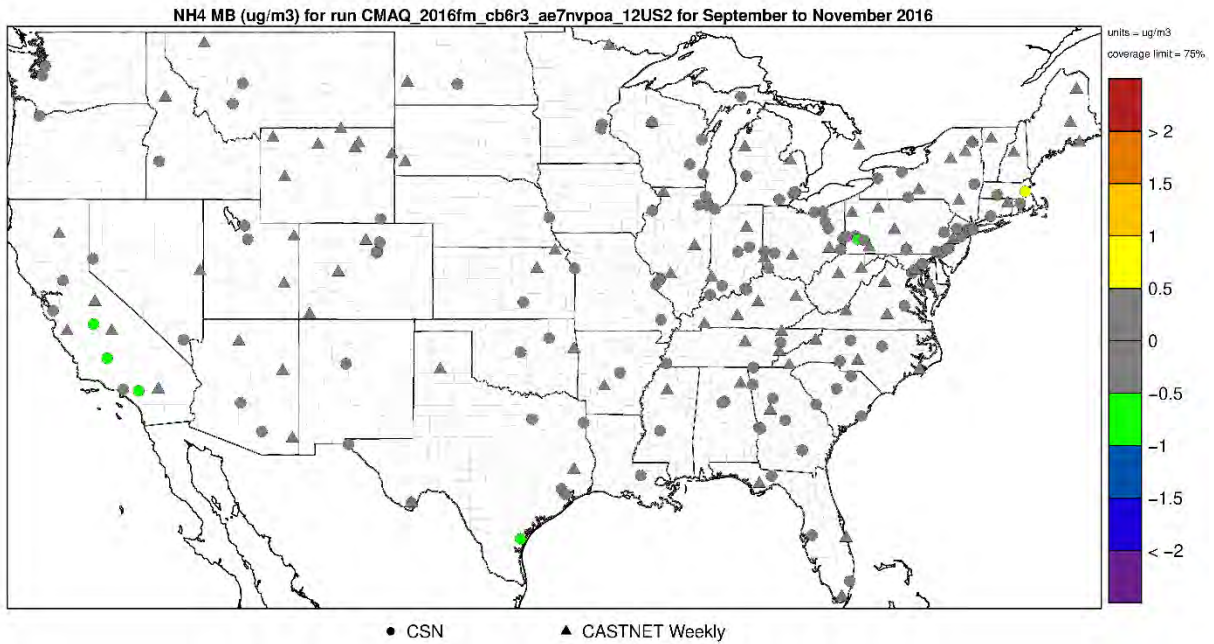 NH4 MB (ug/m3) for run CMAQ_2016fm_cb6r3_ae7nvpoa_12US2 for September to November 2016
units = ug/m3
coverage limit = 75%
> 2
1.5
1
0.5
0
−0.5
−1
−1.5
< −2
CSN
CASTNET Weekly